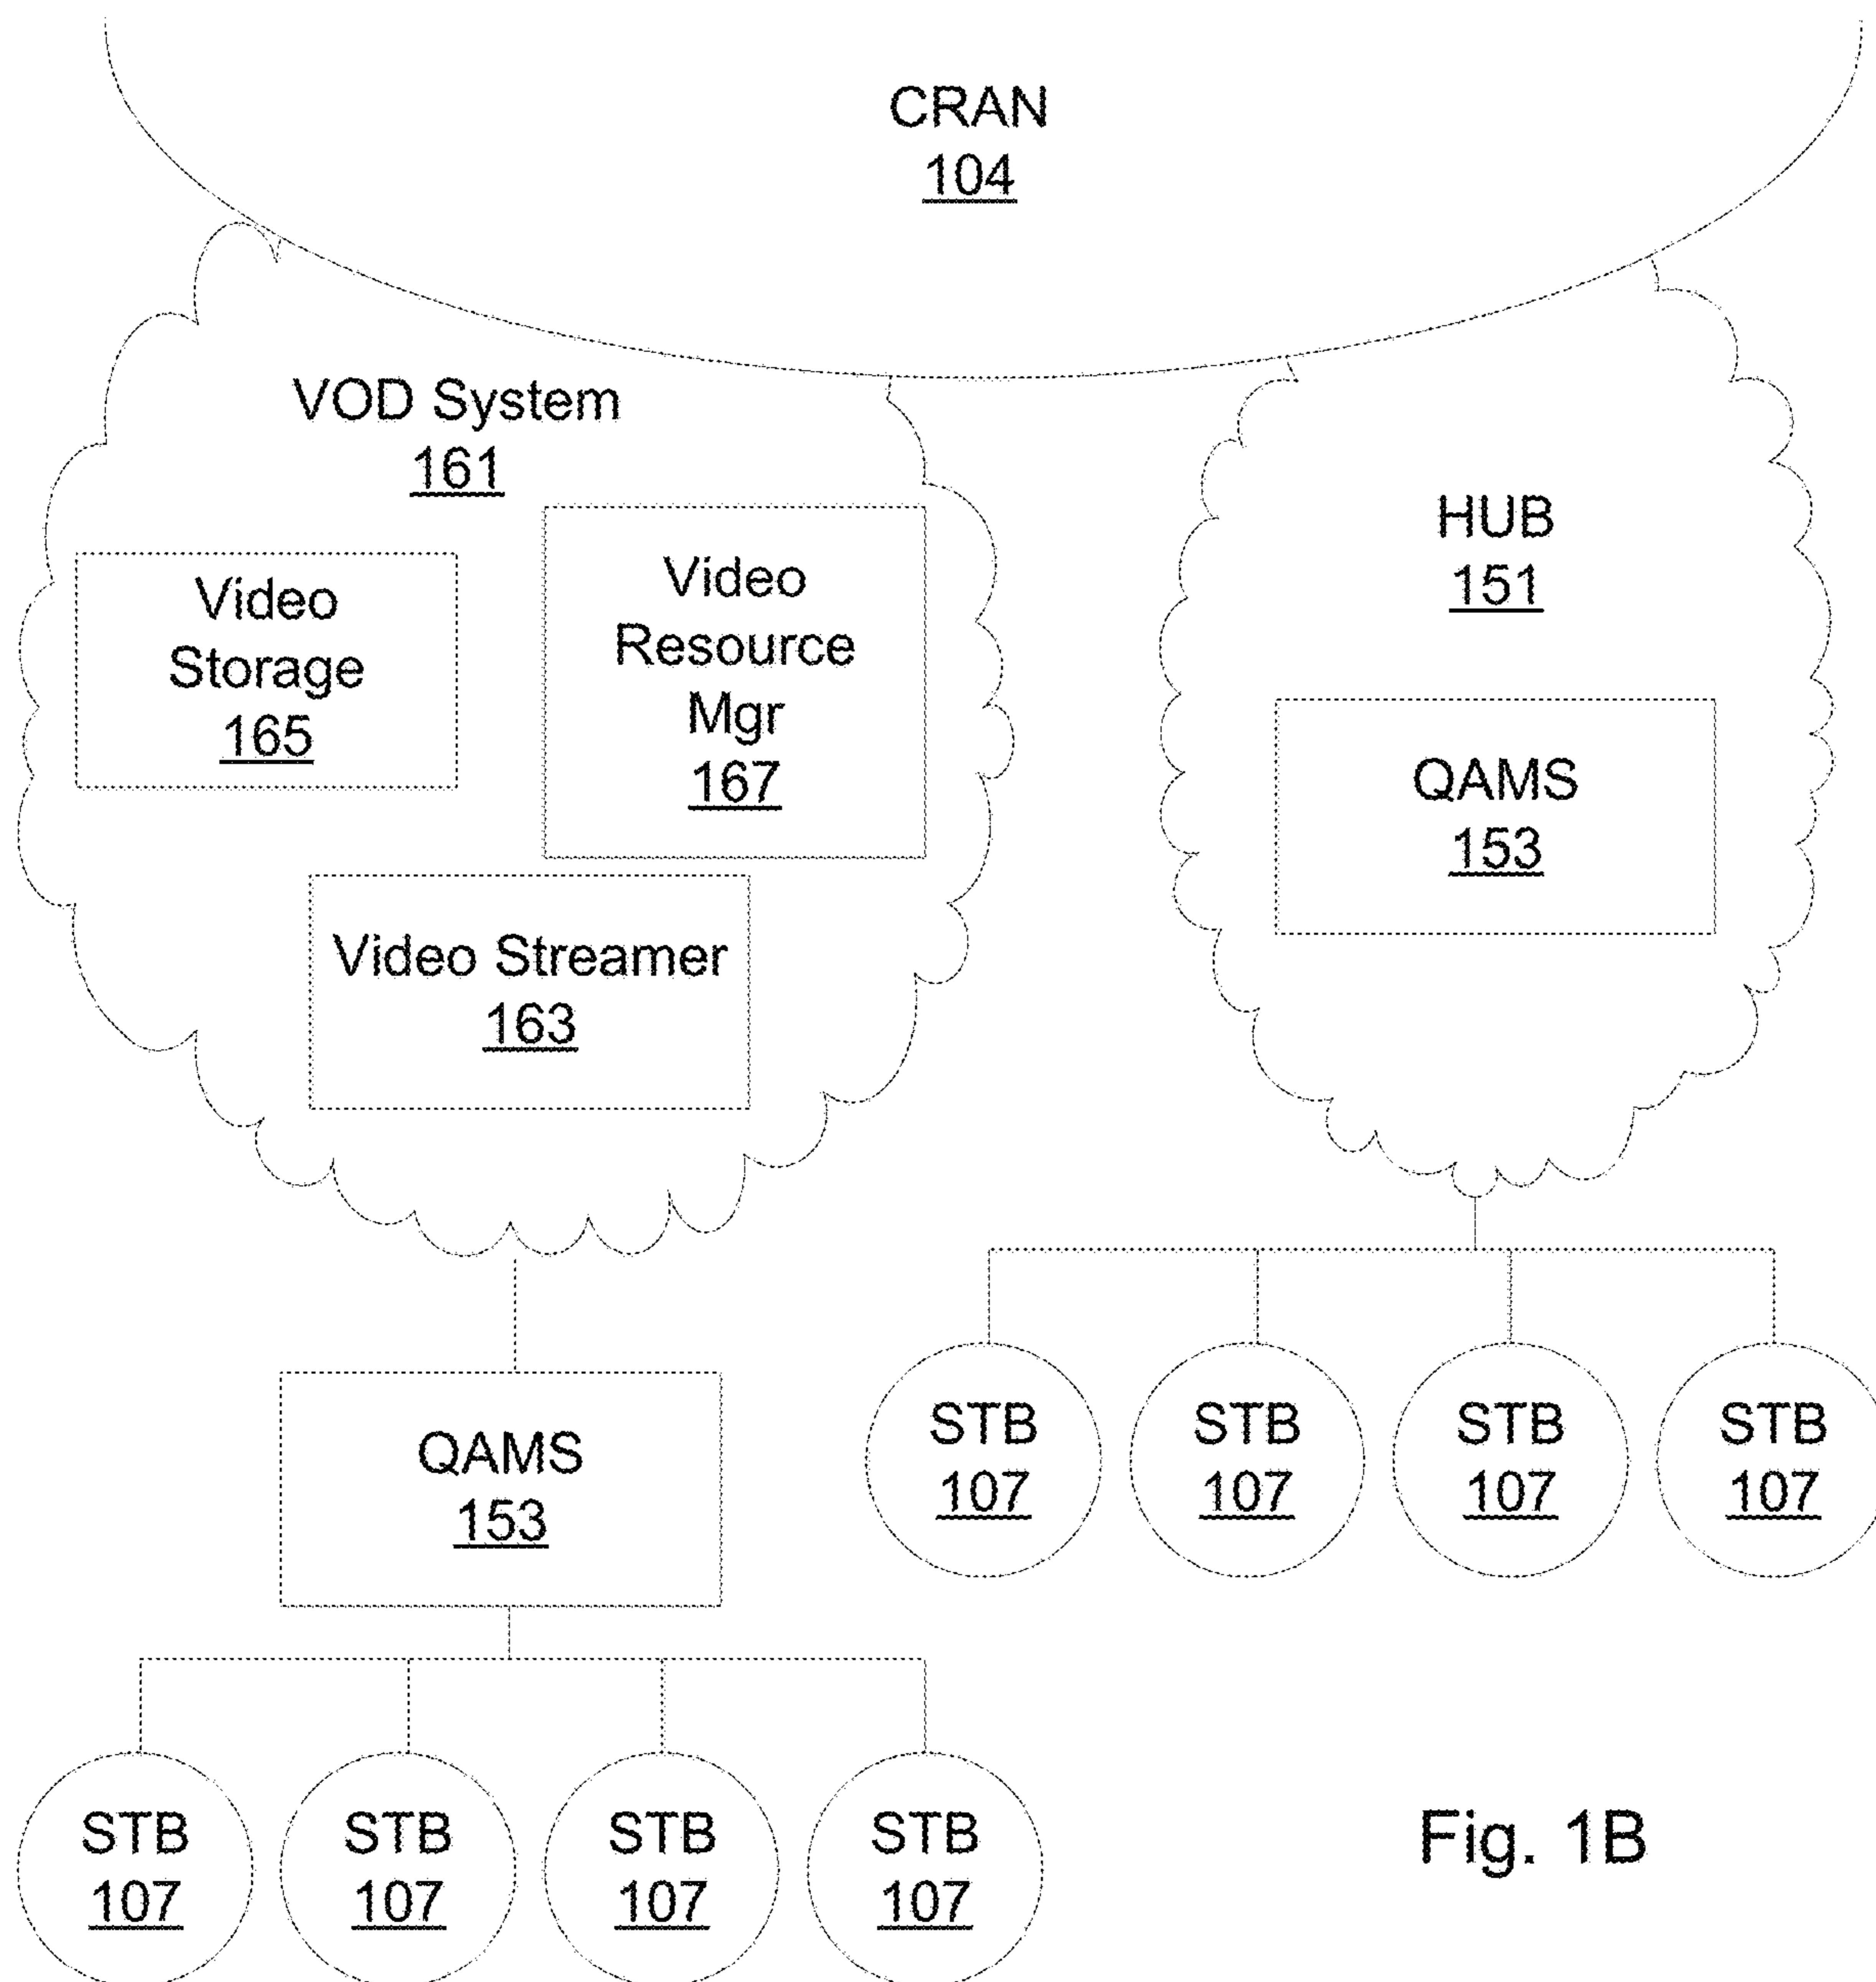 CRAN
104
VOD System
161
Video
Storage
165
Video
Resource
Mgr
167
Video Streamer
163
HUB
151
QAMS
153
STB
107
STB
107
STB
107
STB
107
QAMS
153
STB
107
STB
107
STB
107
STB
107
Fig. 1B